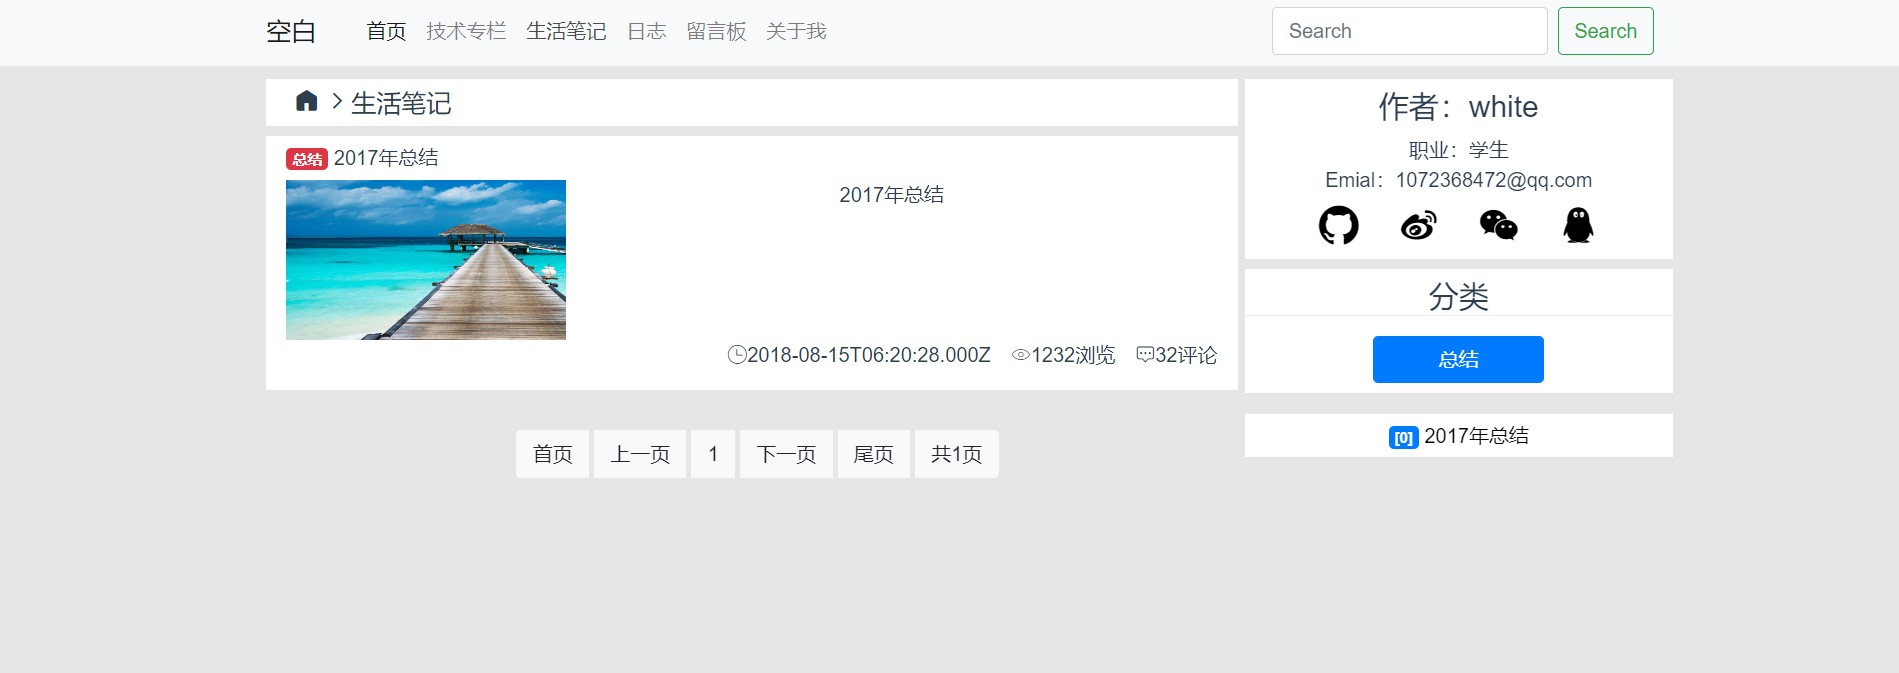 空白 首页 技术专栏 生活笔记 日志 留言板 关于我 Search Search
生活笔记
总结 2017年总结
2017年总结
2018-08-15T06:20:28.000Z 1232浏览 32评论
首页 上一页 1 下一页 尾页 共1页
作者：white
职业：学生
Emial：1072368472@qq.com
分类
总结
[0] 2017年总结